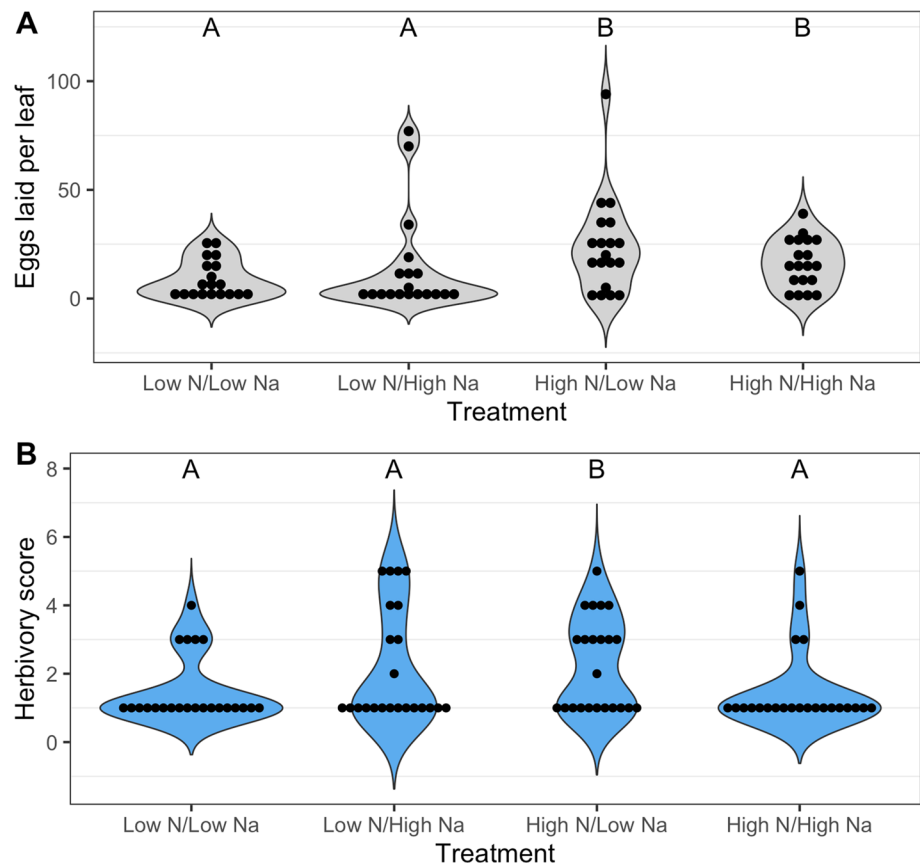 A
A A B B
100
50
0
Eggs laid per leaf
Low N/Low Na Low N/High Na High N/Low Na High N/High Na
Treatment
B
A A B A
8
6
4
2
0
Herbivory score
Low N/Low Na Low N/High Na High N/Low Na High N/High Na
Treatment